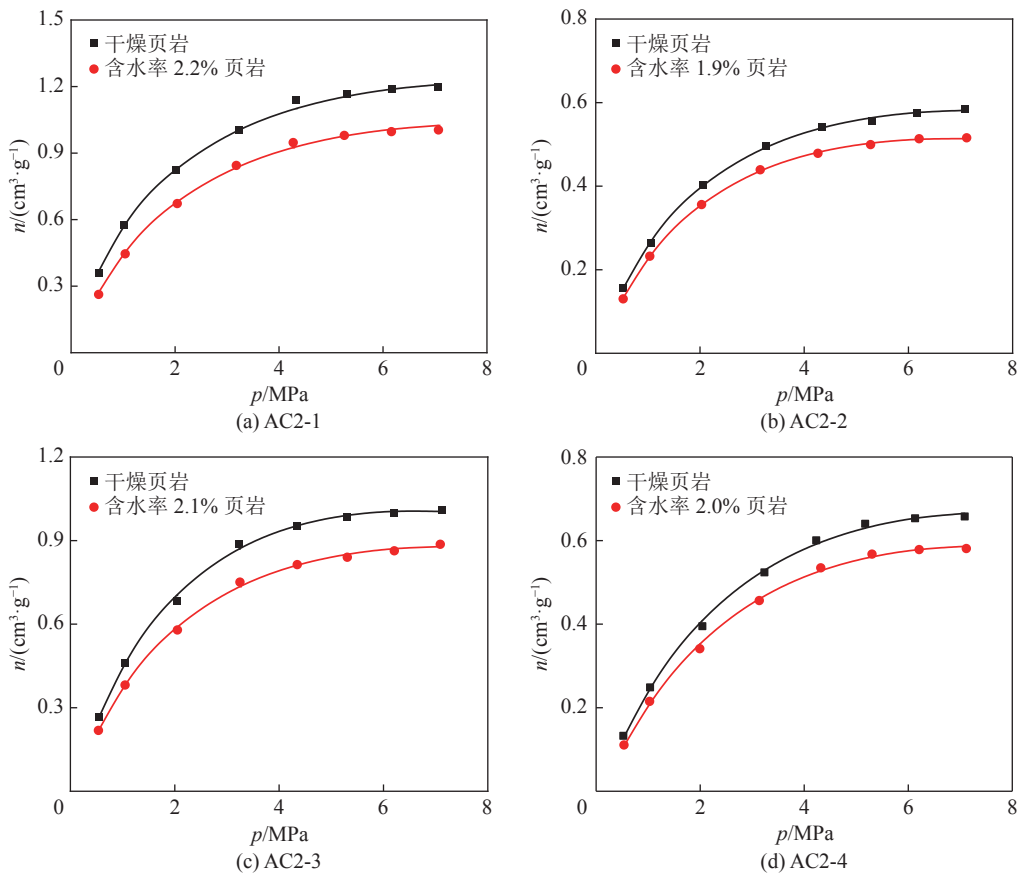 1.5
1.2
0.9
0.6
0.3
0
n/(cm³·g⁻¹)
干燥页岩
含水率 2.2% 页岩
2
4
6
8
p/MPa
(a) AC2-1
0.8
0.6
0.4
0.2
0
n/(cm³·g⁻¹)
干燥页岩
含水率 1.9% 页岩
2
4
6
8
p/MPa
(b) AC2-2
1.2
0.9
0.6
0.3
0
n/(cm³·g⁻¹)
干燥页岩
含水率 2.1% 页岩
2
4
6
8
p/MPa
(c) AC2-3
0.8
0.6
0.4
0.2
0
n/(cm³·g⁻¹)
干燥页岩
含水率 2.0% 页岩
2
4
6
8
p/MPa
(d) AC2-4